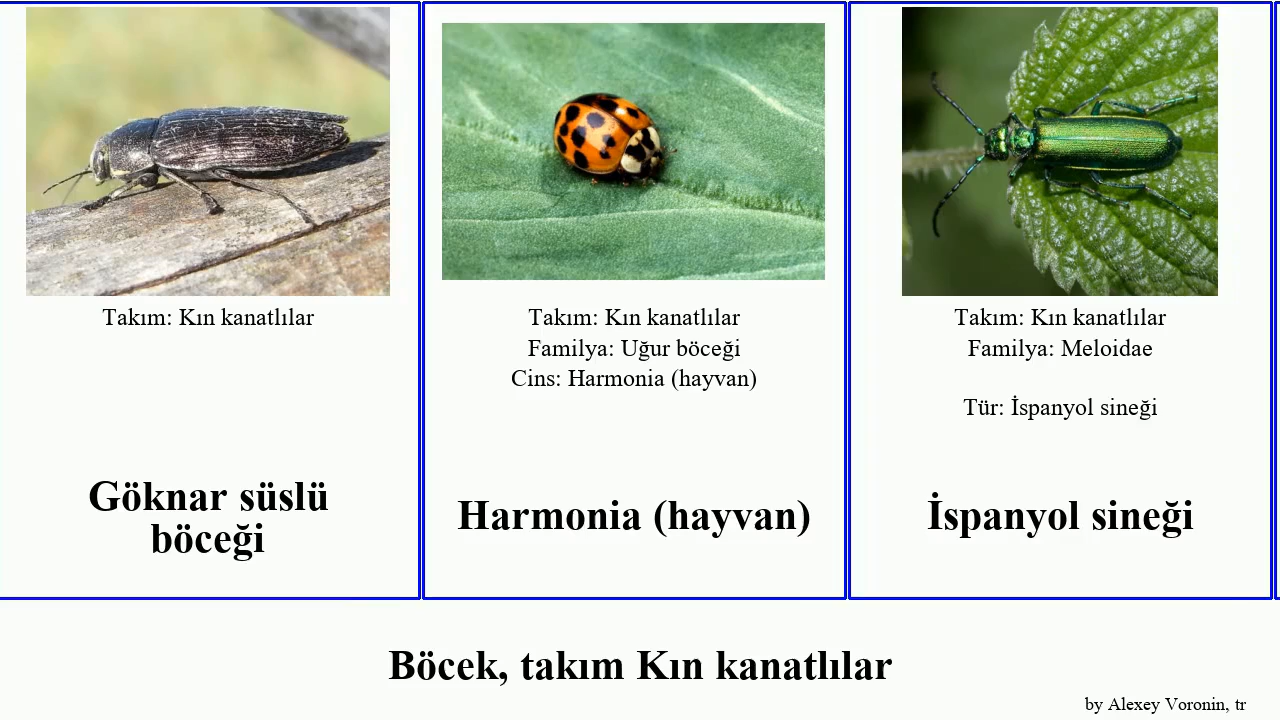 Takım: Kın kanatlılar
Göknar süslü
böceği
Takım: Kın kanatlılar
Familya: Uğur böceği
Cins: Harmonia (hayvan)
Harmonia (hayvan)
Takım: Kın kanatlılar
Familya: Meloidae
Tür: İspanyol sineği
İspanyol sineği
Böcek, takım Kın kanatlılar
by Alexey Voronin, tr